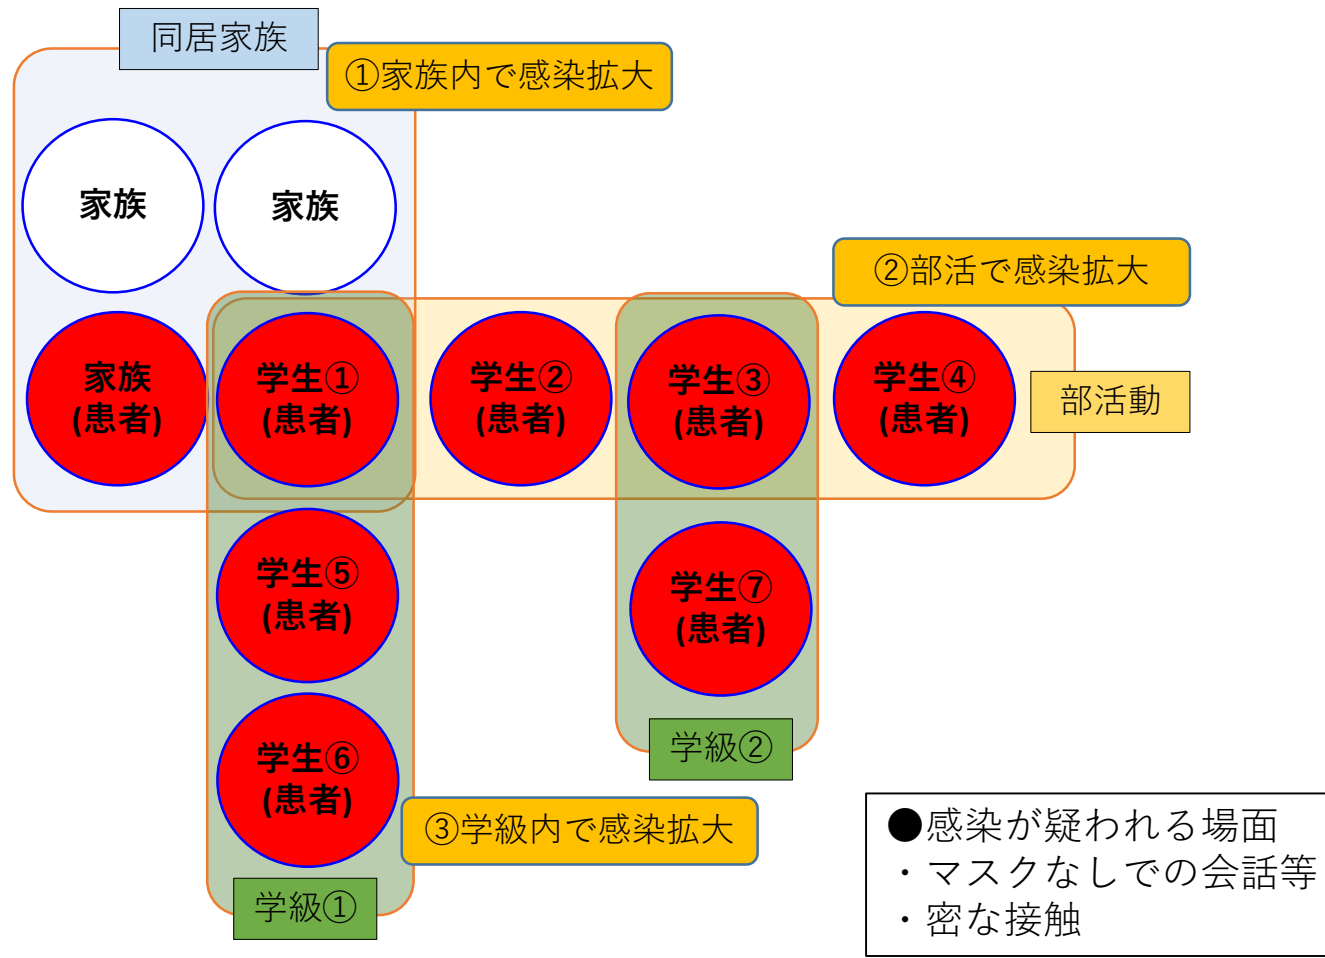 同居家族
①家族内で感染拡大
家族
家族
②部活で感染拡大
家族
(患者)
学生①
(患者)
学生②
(患者)
学生③
(患者)
学生④
(患者)
部活動
学生⑤
(患者)
学生⑦
(患者)
学生⑥
(患者)
学級②
③学級内で感染拡大
学級①
●感染が疑われる場面
・マスクなしでの会話等
・密な接触